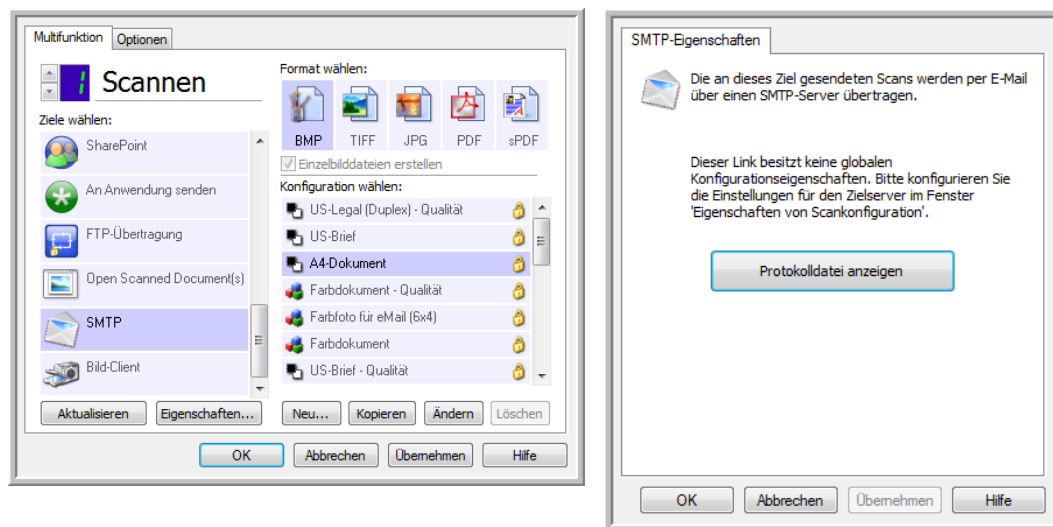 Multifunktion
Optionen
1
Scannen
Ziele wählen:
SharePoint
An Anwendung senden
FTP-Übertragung
Open Scanned Document(s)
SMTP
Bild-Client
Aktualisieren
Eigenschaften...
Format wählen:
BMP
TIFF
JPG
PDF
sPDF
Einzelbilddateien erstellen
Konfiguration wählen:
US-Legal (Duplex) - Qualität
US-Brief
A4-Dokument
Farbdokument - Qualität
Farbfoto für eMail (6x4)
Farbdokument
US-Brief - Qualität
Neu...
Kopieren
Ändern
Löschen
OK
Abbrechen
Übernehmen
Hilfe
SMTP-Eigenschaften
Die an dieses Ziel gesendeten Scans werden per E-Mail
über einen SMTP-Server übertragen.
Dieser Link besitzt keine globalen
Konfigurationseigenschaften. Bitte konfigurieren Sie
die Einstellungen für den Zielserver im Fenster
'Eigenschaften von Scankonfiguration'.
Protokolldatei anzeigen
OK
Abbrechen
Übernehmen
Hilfe